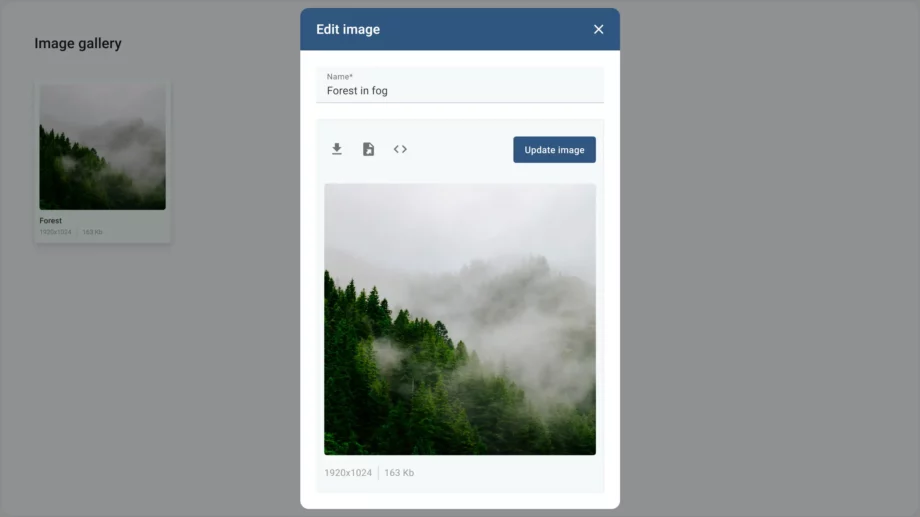 Image gallery
Forest
1920x1024 | 163 Kb
Edit image
Name*
Forest in fog
Update image
1920x1024 | 163 Kb